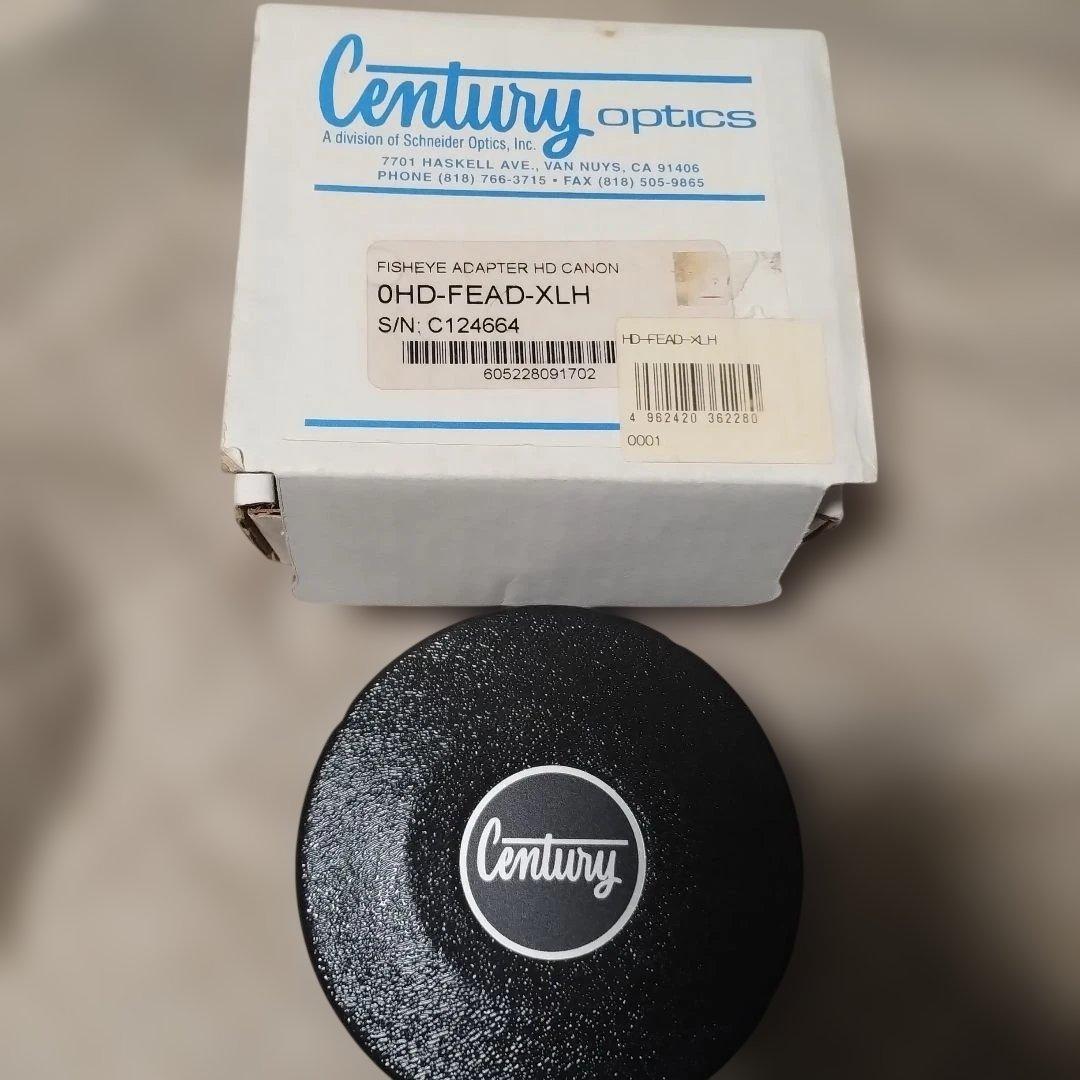 Century optics
A division of Schneider Optics, Inc.
7701 HASKELL AVE., VAN NUYS, CA 91406
PHONE (818) 766-3715 • FAX (818) 505-9865
FISHEYE ADAPTER HD CANON
0HD-FEAD-XLH
S/N: C124664
605228091702
HD-FEAD-XLH
4 962420 362280
0001
Century